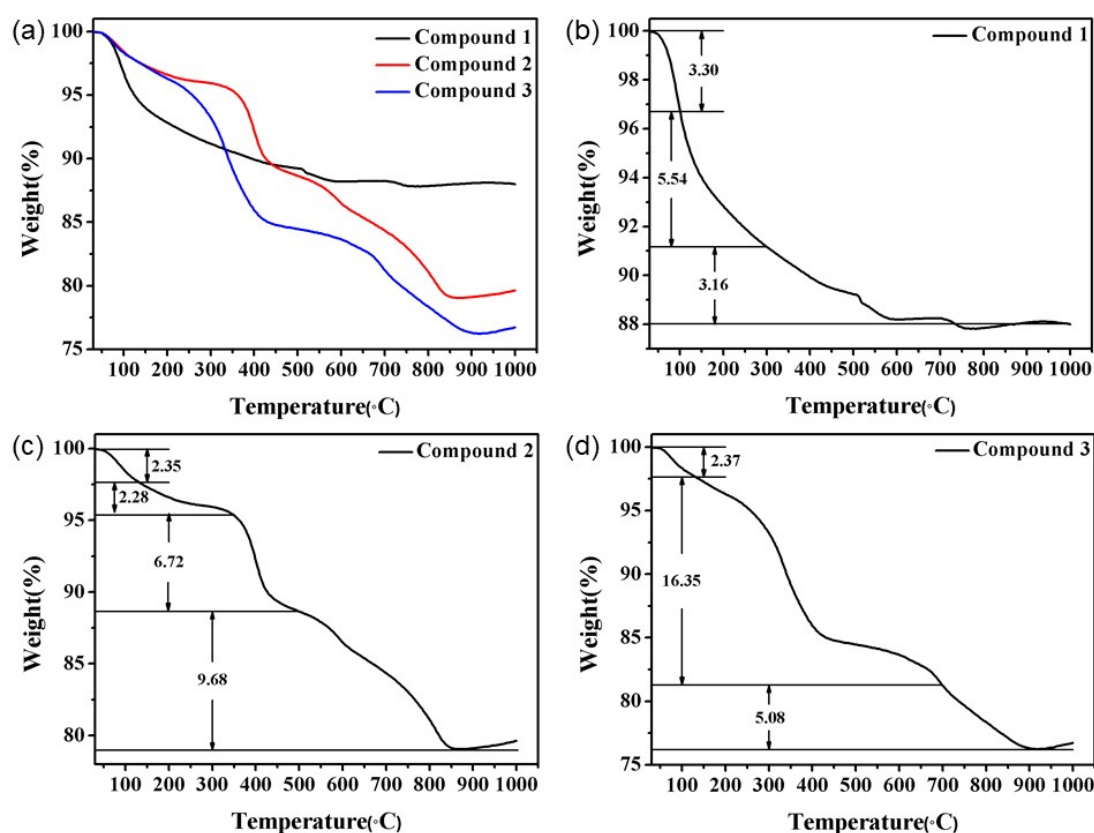 (a)
100
95
90
85
80
75
Weight(%)
Compound 1
Compound 2
Compound 3
100 200 300 400 500 600 700 800 900 1000
Temperature(◦C)
(b)
100
98
96
94
92
90
88
Weight(%)
Compound 1
3.30
5.54
3.16
100 200 300 400 500 600 700 800 900 1000
Temperature(◦C)
(c)
100
95
90
85
80
Weight(%)
Compound 2
2.35
2.28
6.72
9.68
100 200 300 400 500 600 700 800 900 1000
Temperature(◦C)
(d)
100
95
90
85
80
75
Weight(%)
Compound 3
2.37
16.35
5.08
100 200 300 400 500 600 700 800 900 1000
Temperature(◦C)